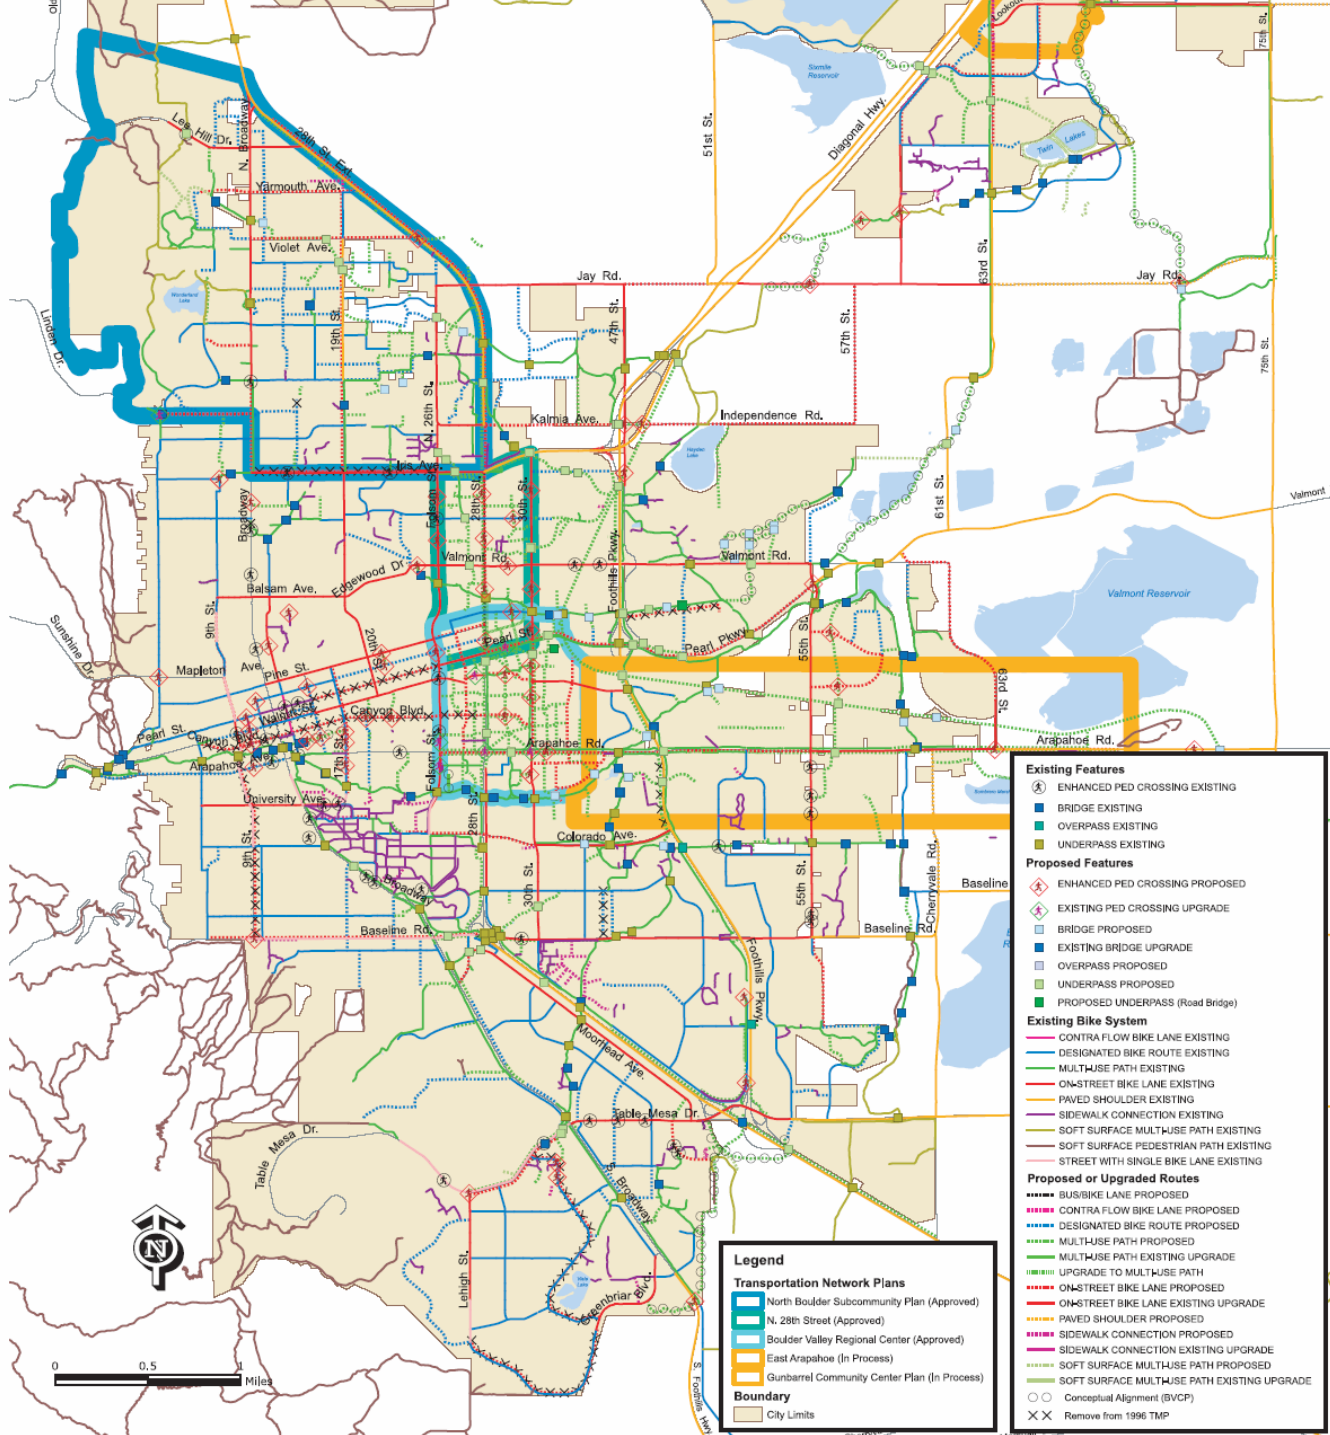 Lookout
75th St.
Sixmile
Reservoir
51st St.
Diagonal Hwy.
Twin Lakes
N. Broadway
Lee Hill Dr.
28th St. Ext
Yarmouth Ave.
Violet Ave.
Jay Rd.
63rd St.
Jay Rd.
Wonderland
Lake
Linden Dr.
19th St.
47th St.
57th St.
75th St.
N. 26th St.
Kalmia Ave.
Independence Rd.
Hayden
Lake
Iris Ave.
Broadway
Folsom St.
28th St.
30th St.
61st St.
Valmont
Valmont Rd.
Valmont Rd.
Foothills Pkwy.
Edgewood Dr.
Balsam Ave.
Valmont Reservoir
9th St.
Sunshine Dr.
20th St.
Pearl St.
Pearl Pkwy.
55th St.
Mapleton Ave.
Pine St.
63rd St.
Walnut St.
Canyon Blvd.
Pearl St.
Canyon Blvd.
Arapahoe Ave.
17th St.
Folsom St.
Arapahoe Rd.
Arapahoe Rd.
University Ave.
28th St.
Colorado Ave.
9th St.
Broadway
30th St.
55th St.
Cherryvale Rd.
Baseline
Baseline Rd.
Baseline Rd.
Foothills Pkwy.
Moorhead Ave.
Table Mesa Dr.
Table Mesa Dr.
S. Broadway
Lehigh St.
Greenbriar Blvd.
S. Foothills Hwy
N
0 0.5 1
Miles
Legend
Transportation Network Plans
North Boulder Subcommunity Plan (Approved)
N. 28th Street (Approved)
Boulder Valley Regional Center (Approved)
East Arapahoe (In Process)
Gunbarrel Community Center Plan (In Process)
Boundary
City Limits
Existing Features
ENHANCED PED CROSSING EXISTING
BRIDGE EXISTING
OVERPASS EXISTING
UNDERPASS EXISTING
Proposed Features
ENHANCED PED CROSSING PROPOSED
EXISTING PED CROSSING UPGRADE
BRIDGE PROPOSED
EXISTING BRIDGE UPGRADE
OVERPASS PROPOSED
UNDERPASS PROPOSED
PROPOSED UNDERPASS (Road Bridge)
Existing Bike System
CONTRA FLOW BIKE LANE EXISTING
DESIGNATED BIKE ROUTE EXISTING
MULTI-USE PATH EXISTING
ON-STREET BIKE LANE EXISTING
PAVED SHOULDER EXISTING
SIDEWALK CONNECTION EXISTING
SOFT SURFACE MULTI-USE PATH EXISTING
SOFT SURFACE PEDESTRIAN PATH EXISTING
STREET WITH SINGLE BIKE LANE EXISTING
Proposed or Upgraded Routes
BUS/BIKE LANE PROPOSED
CONTRA FLOW BIKE LANE PROPOSED
DESIGNATED BIKE ROUTE PROPOSED
MULTI-USE PATH PROPOSED
MULTI-USE PATH EXISTING UPGRADE
UPGRADE TO MULTI-USE PATH
ON-STREET BIKE LANE PROPOSED
ON-STREET BIKE LANE EXISTING UPGRADE
PAVED SHOULDER PROPOSED
SIDEWALK CONNECTION PROPOSED
SIDEWALK CONNECTION EXISTING UPGRADE
SOFT SURFACE MULTI-USE PATH PROPOSED
SOFT SURFACE MULTI-USE PATH EXISTING UPGRADE
Conceptual Alignment (BVCP)
Remove from 1996 TMP